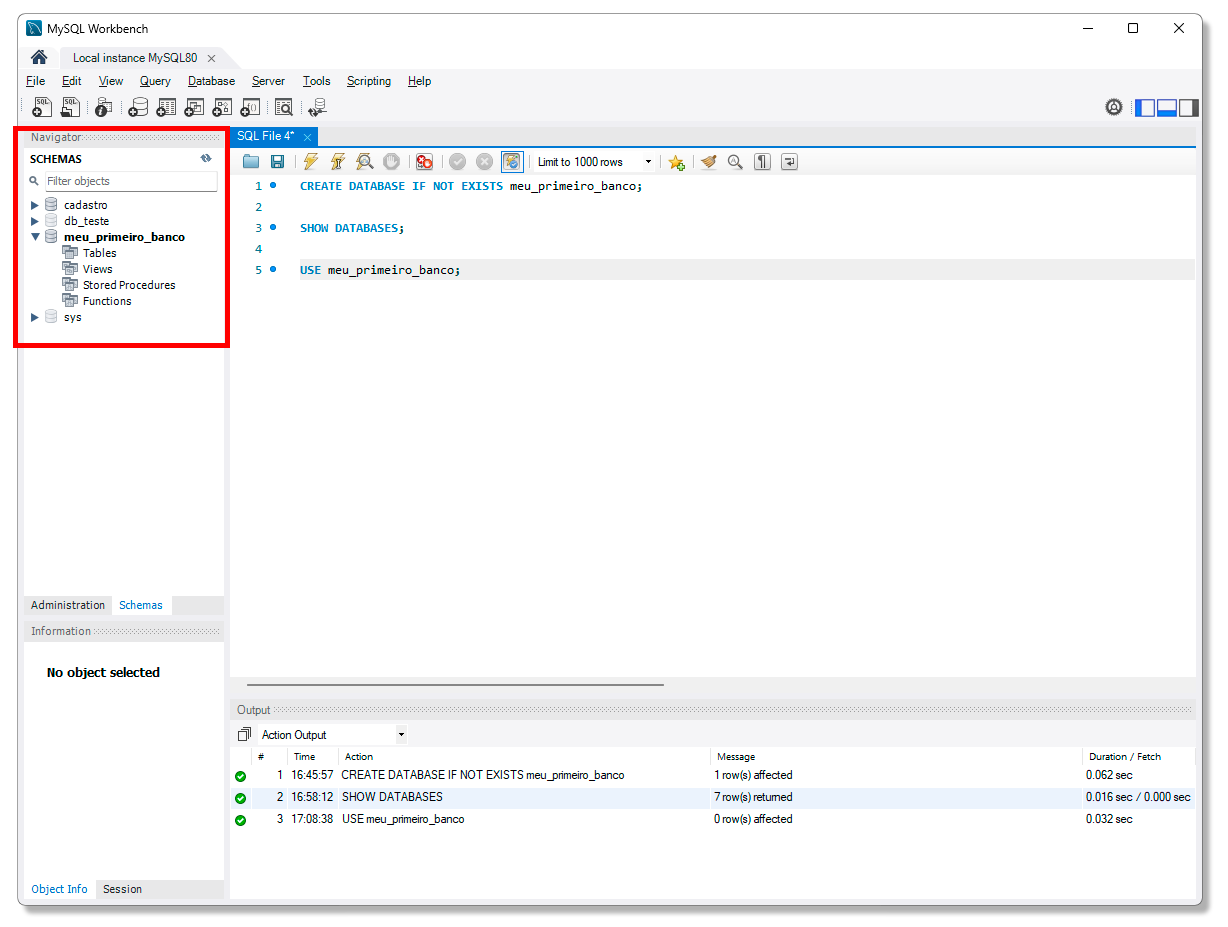 MySQL Workbench
Local instance MySQL80
File Edit View Query Database Server Tools Scripting Help
Navigator
SCHEMAS
Filter objects
cadastro
db_teste
meu_primeiro_banco
Tables
Views
Stored Procedures
Functions
sys
Administration Schemas
Information
No object selected
Object Info Session
SQL File 4*
Limit to 1000 rows
1 CREATE DATABASE IF NOT EXISTS meu_primeiro_banco;
2
3 SHOW DATABASES;
4
5 USE meu_primeiro_banco;
Output
Action Output
# Time Action Message Duration / Fetch
1 16:45:57 CREATE DATABASE IF NOT EXISTS meu_primeiro_banco 1 row(s) affected 0.062 sec
2 16:58:12 SHOW DATABASES 7 row(s) returned 0.016 sec / 0.000 sec
3 17:08:38 USE meu_primeiro_banco 0 row(s) affected 0.032 sec